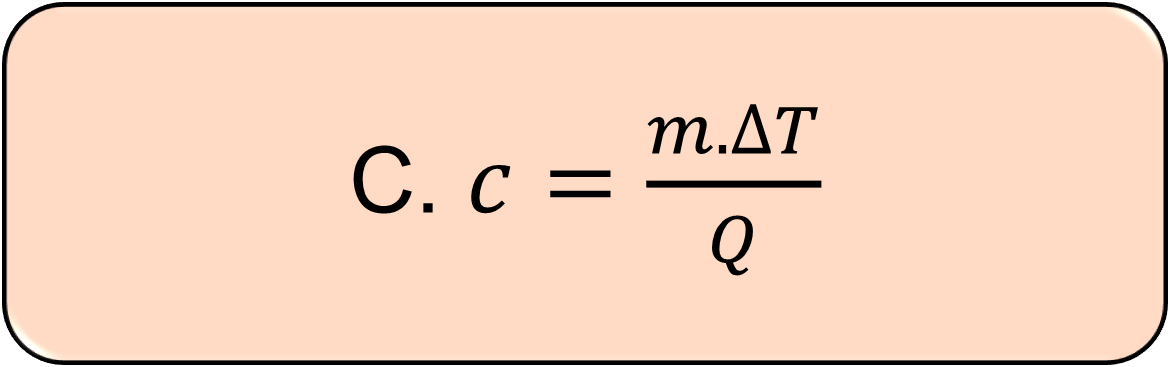 C. c = m.ΔT / Q